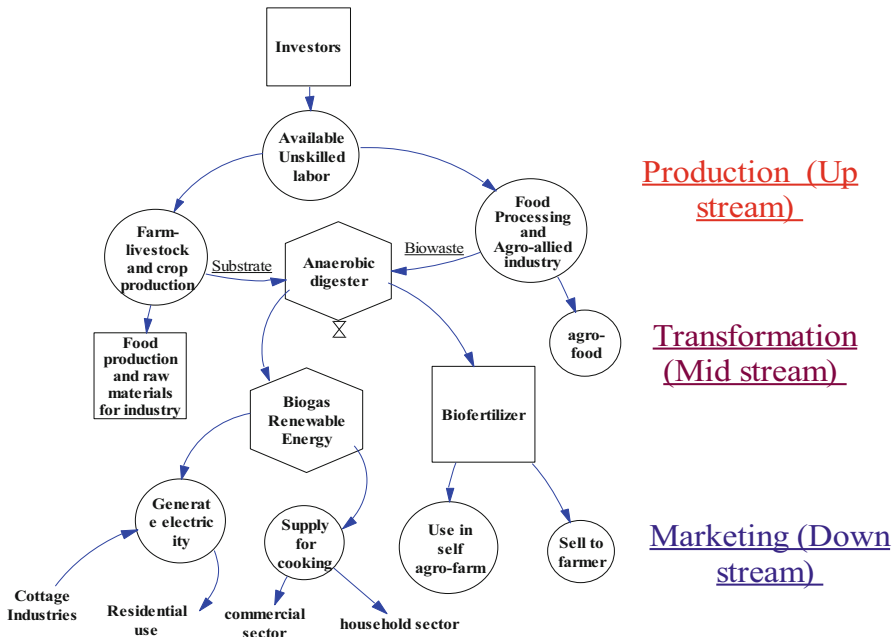 Investors
Available
Unskilled
labor
Production (Up
stream)
Food
Processing and
Agro-allied
industry
Farm-
livestock
and crop
production
Substrate
Anaerobic
digester
Biowaste
agro-
food
Transformation
(Mid stream)
Food
production
and raw
materials
for industry
Biogas
Renewable
Energy
Biofertilizer
Generat
e electric
ity
Supply
for
cooking
Use in
self
agro-farm
Sell to
farmer
Marketing (Down
stream)
Cottage
Industries
Residential
use
commercial
sector
household sector